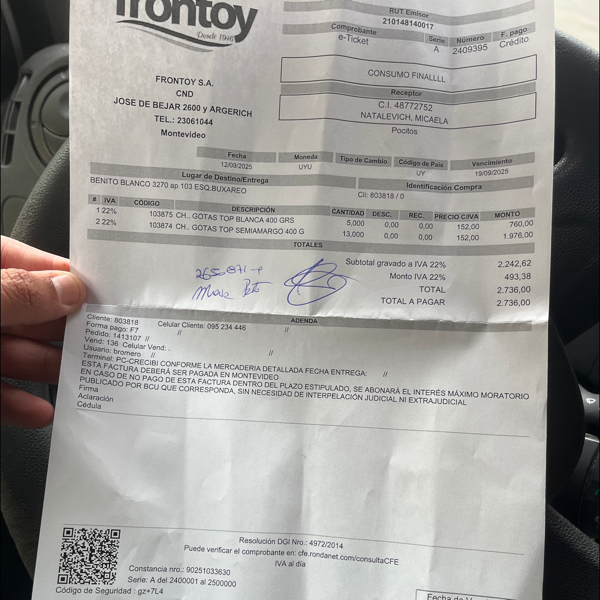 frontoy
Desde 1946
RUT Emisor
210148140017
Comprobante Serie Número F. pago
e-Ticket A 2409395 Crédito
CONSUMO FINALLLL
Receptor
C.I. 48772752
NATALEVICH, MICAELA
Pocitos
FRONTOY S.A.
CND
JOSE DE BEJAR 2600 y ARGERICH
TEL.: 23061044
Montevideo
Fecha Moneda Tipo de Cambio Código de Pais Vencimiento
12/09/2025 UYU UY 19/09/2025
Lugar de Destino/Entrega Identificación Compra
BENITO BLANCO 3270 ap 103 ESQ.BUXAREO Cli: 803818 / 0
# IVA CÓDIGO DESCRIPCIÓN CANTIDAD DESC. REC. PRECIO C/IVA MONTO
1 22% 103875 CH.. GOTAS TOP BLANCA 400 GRS 5,000 0,00 0,00 152,00 760,00
2 22% 103874 CH.. GOTAS TOP SEMIAMARGO 400 G 13,000 0,00 0,00 152,00 1.976,00
TOTALES
Subtotal gravado a IVA 22% 2.242,62
Monto IVA 22% 493,38
TOTAL 2.736,00
TOTAL A PAGAR 2.736,00
ADENDA
Cliente: 803818 Celular Cliente: 095 234 446 //
Forma pago: F7 //
Pedido: 1413107 //
Vend: 136 Celular Vend: -
Usuario: bromero // //
Terminal: PC-CRECIBI CONFORME LA MERCADERIA DETALLADA FECHA ENTREGA: //
ESTA FACTURA DEBERÁ SER PAGADA EN MONTEVIDEO
EN CASO DE NO PAGO DE ESTA FACTURA DENTRO DEL PLAZO ESTIPULADO, SE ABONARÁ EL INTERÉS MÁXIMO MORATORIO
PUBLICADO POR BCU QUE CORRESPONDA, SIN NECESIDAD DE INTERPELACIÓN JUDICIAL NI EXTRAJUDICIAL
Firma
Aclaración
Cédula
Resolución DGI Nro.: 4972/2014
Puede verificar el comprobante en: cfe.rondanet.com/consultaCFE
IVA al día
Constancia nro.: 90251033630
Serie: A del 2400001 al 2500000
Código de Seguridad : gz+7L4